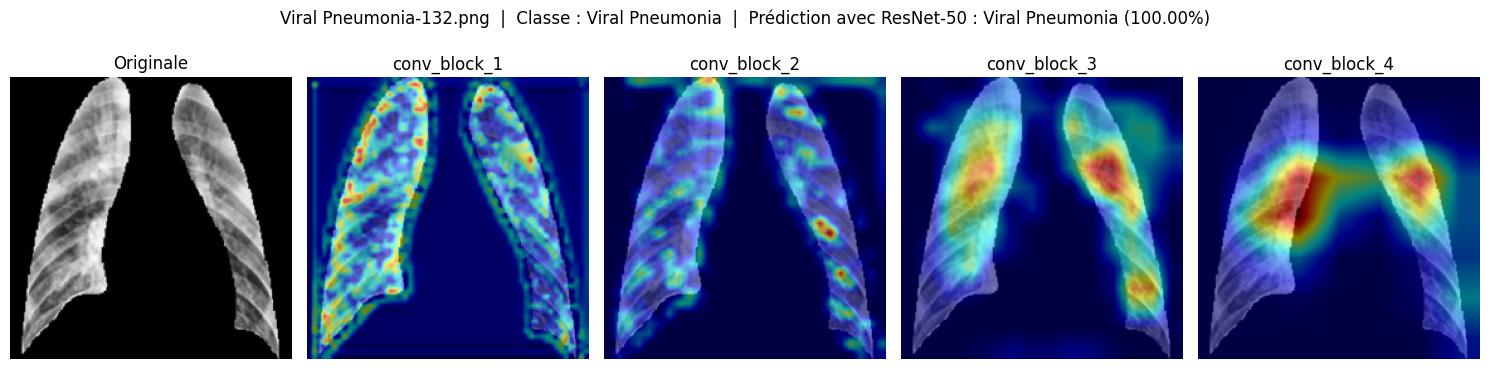 Viral Pneumonia-132.png | Classe : Viral Pneumonia | Prédiction avec ResNet-50 : Viral Pneumonia (100.00%)
Originale
conv_block_1
conv_block_2
conv_block_3
conv_block_4